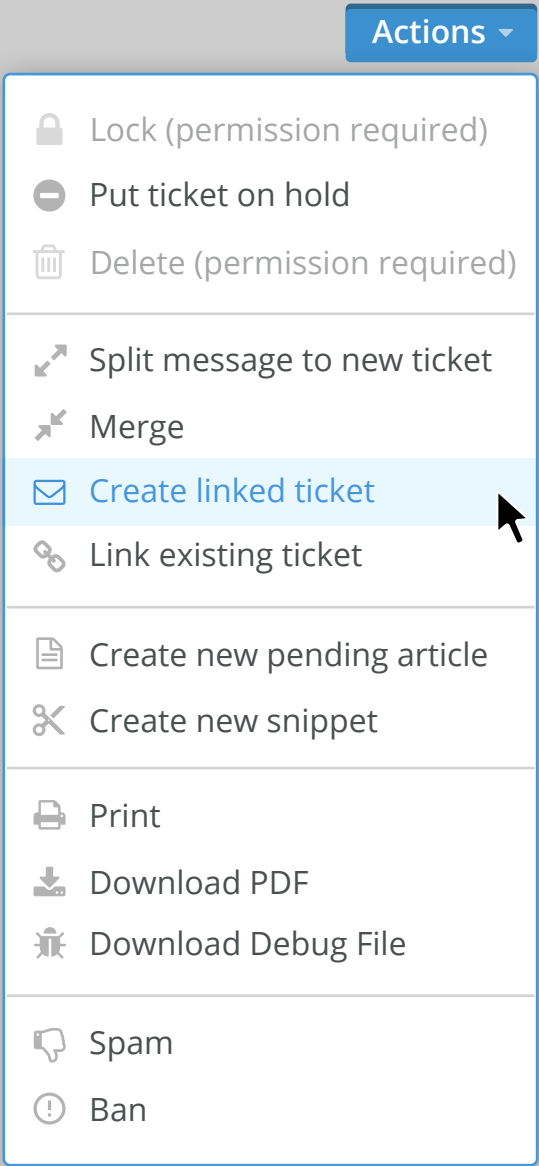 Actions
Lock (permission required)
Put ticket on hold
Delete (permission required)
Split message to new ticket
Merge
Create linked ticket
Link existing ticket
Create new pending article
Create new snippet
Print
Download PDF
Download Debug File
Spam
Ban